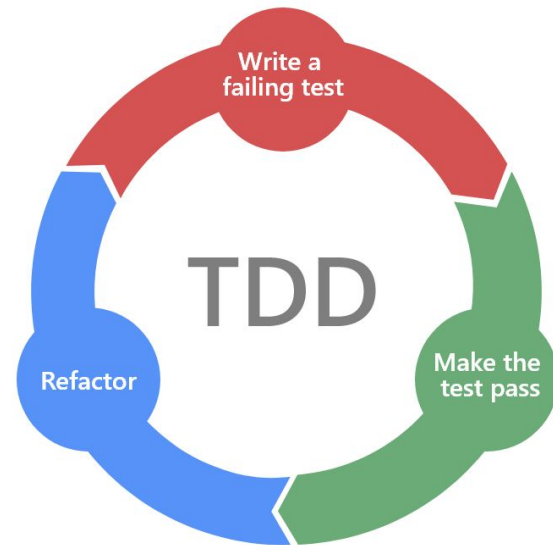 Write a
failing test
TDD
Make the
test pass
Refactor